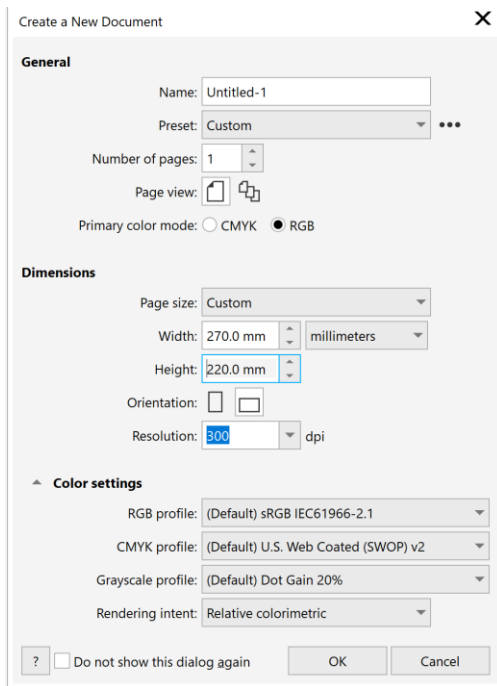 Create a New Document
General
Name: Untitled-1
Preset: Custom
Number of pages: 1
Page view:
Primary color mode: CMYK RGB
Dimensions
Page size: Custom
Width: 270.0 mm millimeters
Height: 220.0 mm
Orientation:
Resolution: 300 dpi
Color settings
RGB profile: (Default) sRGB IEC61966-2.1
CMYK profile: (Default) U.S. Web Coated (SWOP) v2
Grayscale profile: (Default) Dot Gain 20%
Rendering intent: Relative colorimetric
? Do not show this dialog again OK Cancel